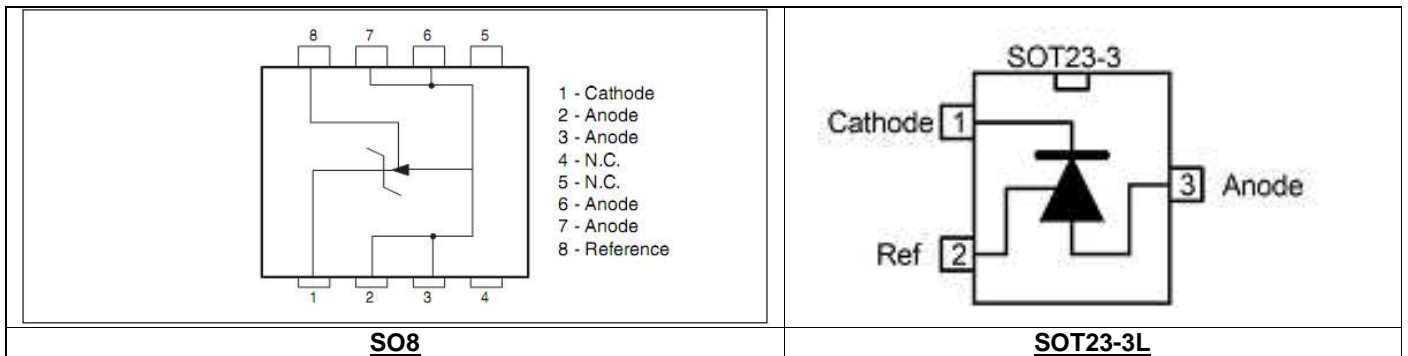 8 7 6 5
1 - Cathode
2 - Anode
3 - Anode
4 - N.C.
5 - N.C.
6 - Anode
7 - Anode
8 - Reference
1 2 3 4
SO8
SOT23-3
Cathode 1
3 Anode
Ref 2
SOT23-3L